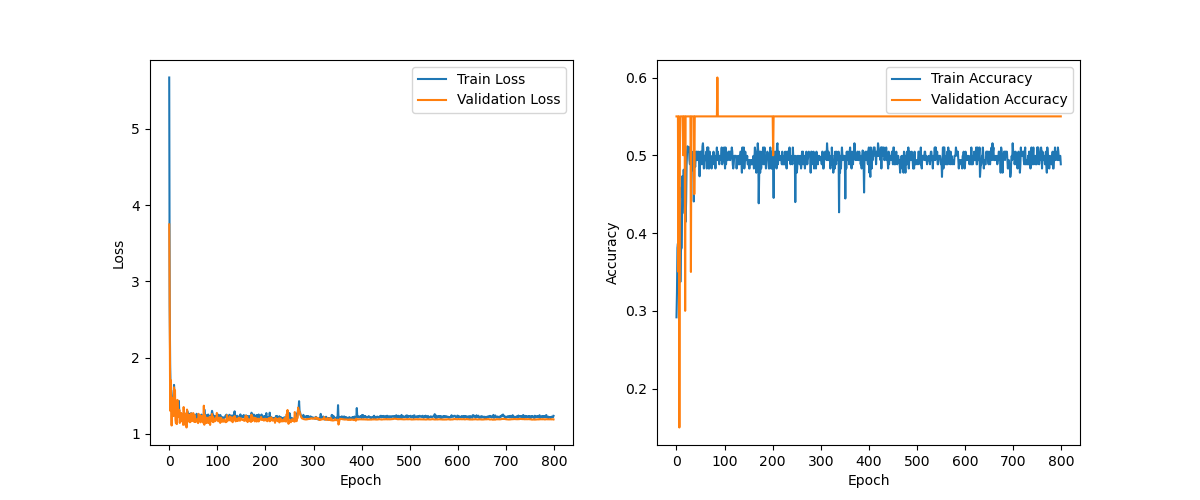 Train Loss
Validation Loss
5
4
3
2
1
0 100 200 300 400 500 600 700 800
Epoch
Loss
Train Accuracy
Validation Accuracy
0.6
0.5
0.4
0.3
0.2
0 100 200 300 400 500 600 700 800
Epoch
Accuracy